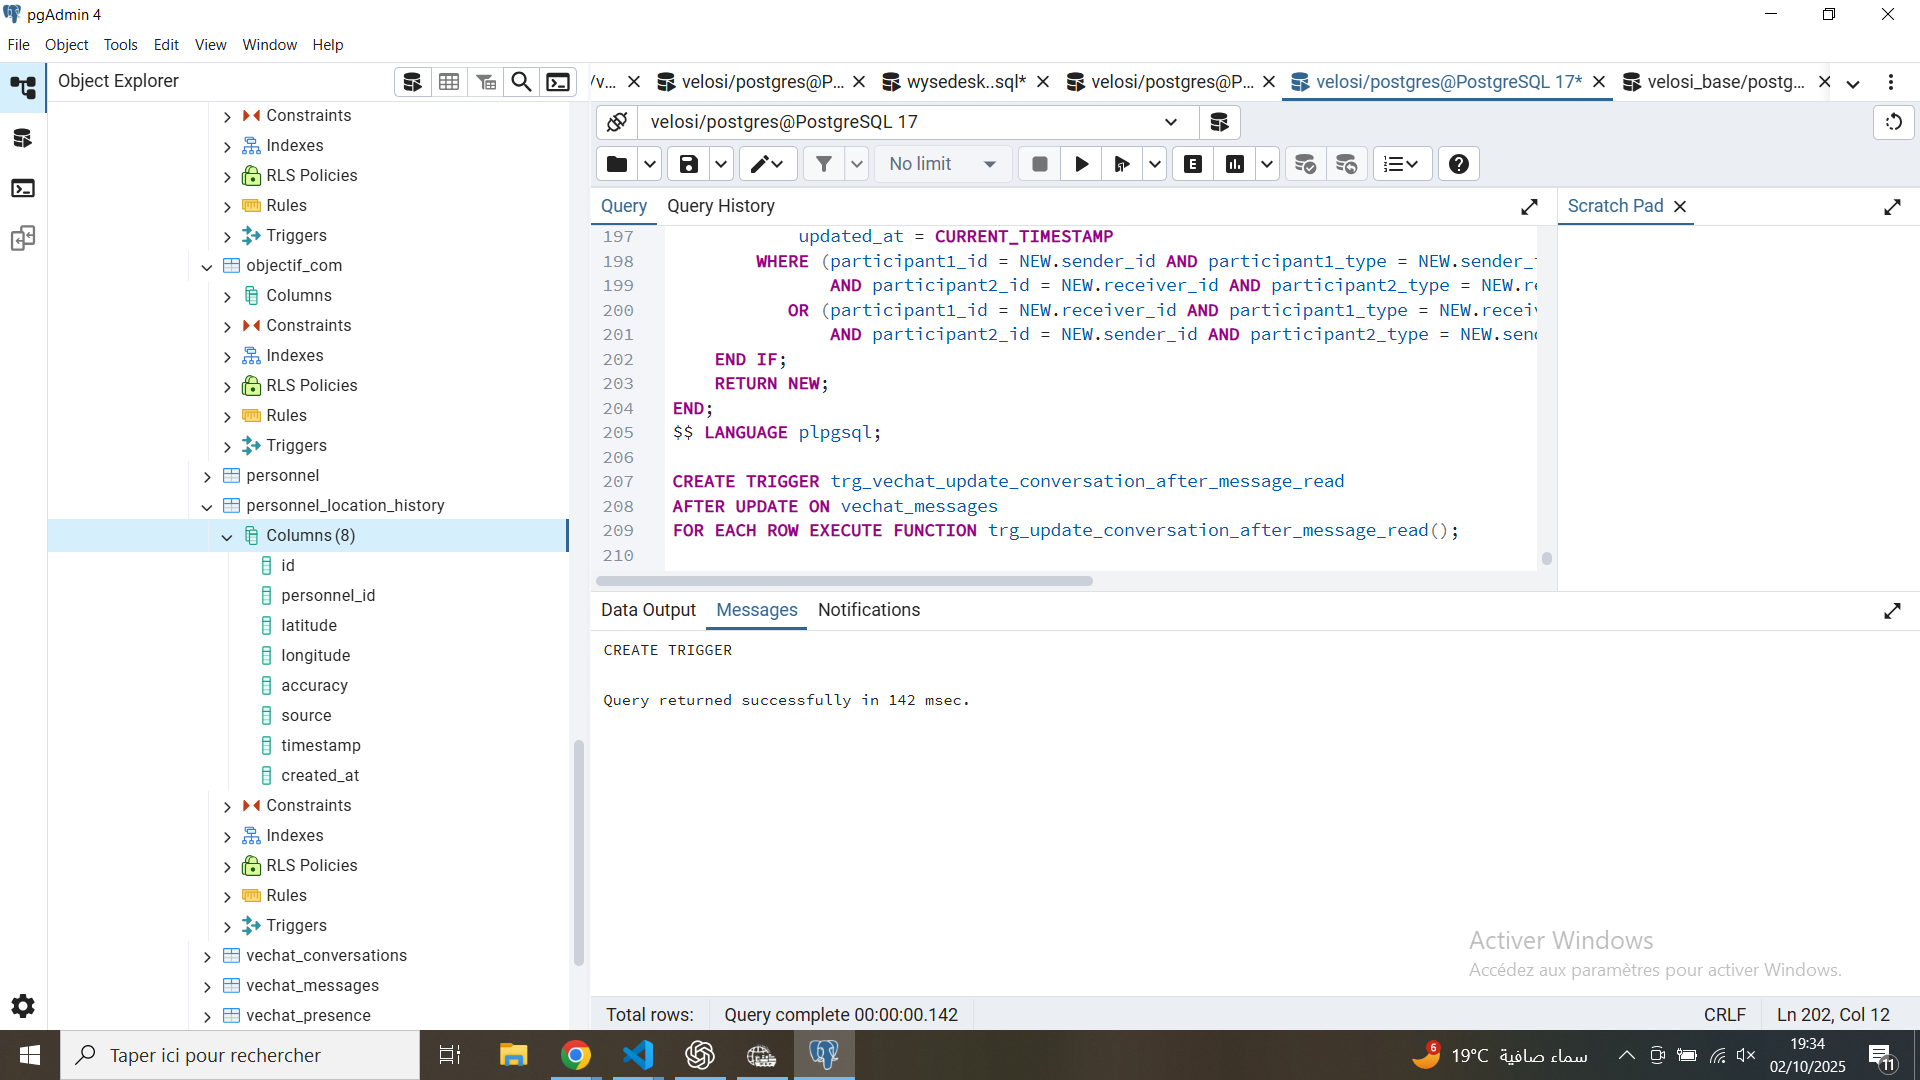 pgAdmin 4
File Object Tools Edit View Window Help
Object Explorer
/v...
velosi/postgres@P...
wysedesk..sql*
velosi/postgres@P...
velosi/postgres@PostgreSQL 17*
velosi_base/postg...
Constraints
Indexes
RLS Policies
Rules
Triggers
objectif_com
Columns
Constraints
Indexes
RLS Policies
Rules
Triggers
personnel
personnel_location_history
Columns (8)
id
personnel_id
latitude
longitude
accuracy
source
timestamp
created_at
Constraints
Indexes
RLS Policies
Rules
Triggers
vechat_conversations
vechat_messages
vechat_presence
velosi/postgres@PostgreSQL 17
No limit
E
Query
Query History
Scratch Pad
197 updated_at = CURRENT_TIMESTAMP
198 WHERE (participant1_id = NEW.sender_id AND participant1_type = NEW.sender_
199 AND participant2_id = NEW.receiver_id AND participant2_type = NEW.re
200 OR (participant1_id = NEW.receiver_id AND participant1_type = NEW.recei
201 AND participant2_id = NEW.sender_id AND participant2_type = NEW.sen
202 END IF;
203 RETURN NEW;
204 END;
205 $$ LANGUAGE plpgsql;
206
207 CREATE TRIGGER trg_vechat_update_conversation_after_message_read
208 AFTER UPDATE ON vechat_messages
209 FOR EACH ROW EXECUTE FUNCTION trg_update_conversation_after_message_read();
210
Data Output
Messages
Notifications
CREATE TRIGGER
Query returned successfully in 142 msec.
Activer Windows
Accédez aux paramètres pour activer Windows.
Total rows:
Query complete 00:00:00.142
CRLF
Ln 202, Col 12
Taper ici pour rechercher
6
19°C سماء صافية
19:34
02/10/2025
11